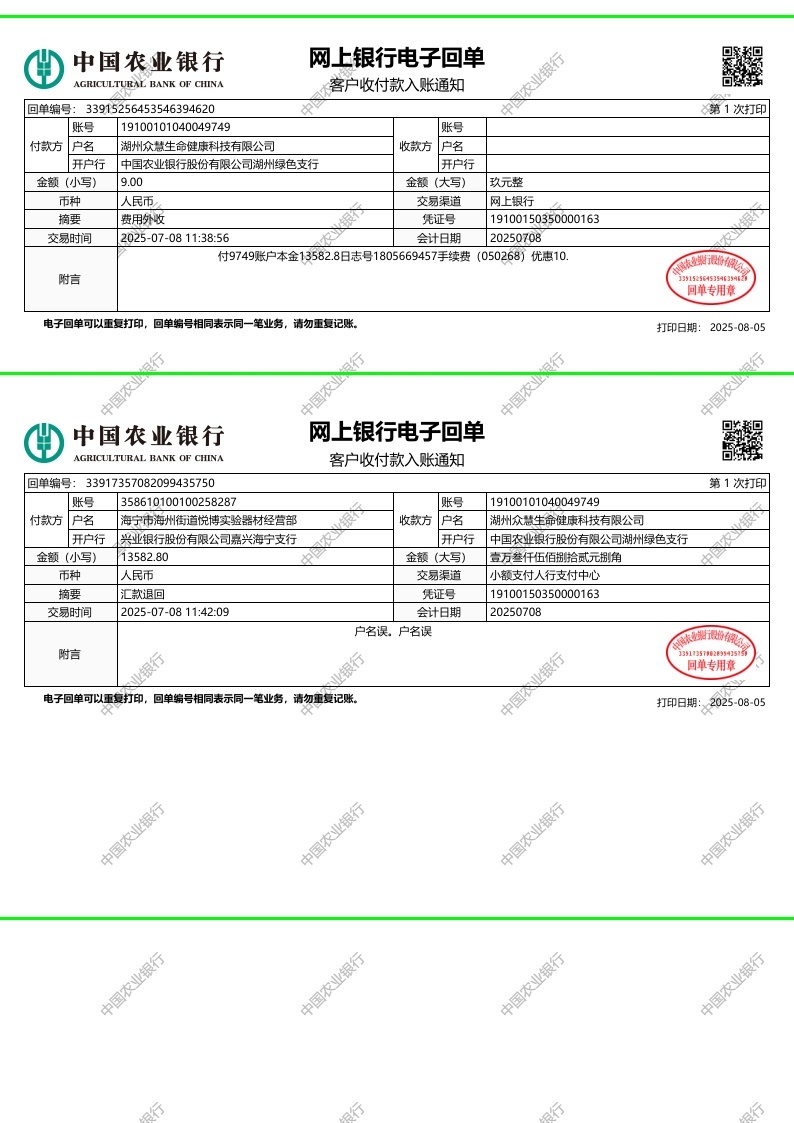 中国农业银行
AGRICULTURAL BANK OF CHINA
网上银行电子回单
客户收付款入账通知
回单编号: 33915256453546394620 第 1 次打印
付款方 账号 19100101040049749 收款方 账号
户名 湖州众慧生命健康科技有限公司 户名
开户行 中国农业银行股份有限公司湖州绿色支行 开户行
金额（小写） 9.00 金额（大写） 玖元整
币种 人民币 交易渠道 网上银行
摘要 费用外收 凭证号 19100150350000163
交易时间 2025-07-08 11:38:56 会计日期 20250708
附言 付9749账户本金13582.8日志号1805669457手续费（050268）优惠10.
中国农业银行股份有限公司
33915256453546394620
回单专用章
电子回单可以重复打印，回单编号相同表示同一笔业务，请勿重复记账。
打印日期: 2025-08-05
中国农业银行
AGRICULTURAL BANK OF CHINA
网上银行电子回单
客户收付款入账通知
回单编号: 33917357082099435750 第 1 次打印
付款方 账号 358610100100258287 收款方 账号 19100101040049749
户名 海宁市海州街道悦博实验器材经营部 户名 湖州众慧生命健康科技有限公司
开户行 兴业银行股份有限公司嘉兴海宁支行 开户行 中国农业银行股份有限公司湖州绿色支行
金额（小写） 13582.80 金额（大写） 壹万叁仟伍佰捌拾贰元捌角
币种 人民币 交易渠道 小额支付人行支付中心
摘要 汇款退回 凭证号 19100150350000163
交易时间 2025-07-08 11:42:09 会计日期 20250708
附言 户名误。户名误
中国农业银行股份有限公司
33917357082099435750
回单专用章
电子回单可以重复打印，回单编号相同表示同一笔业务，请勿重复记账。
打印日期: 2025-08-05